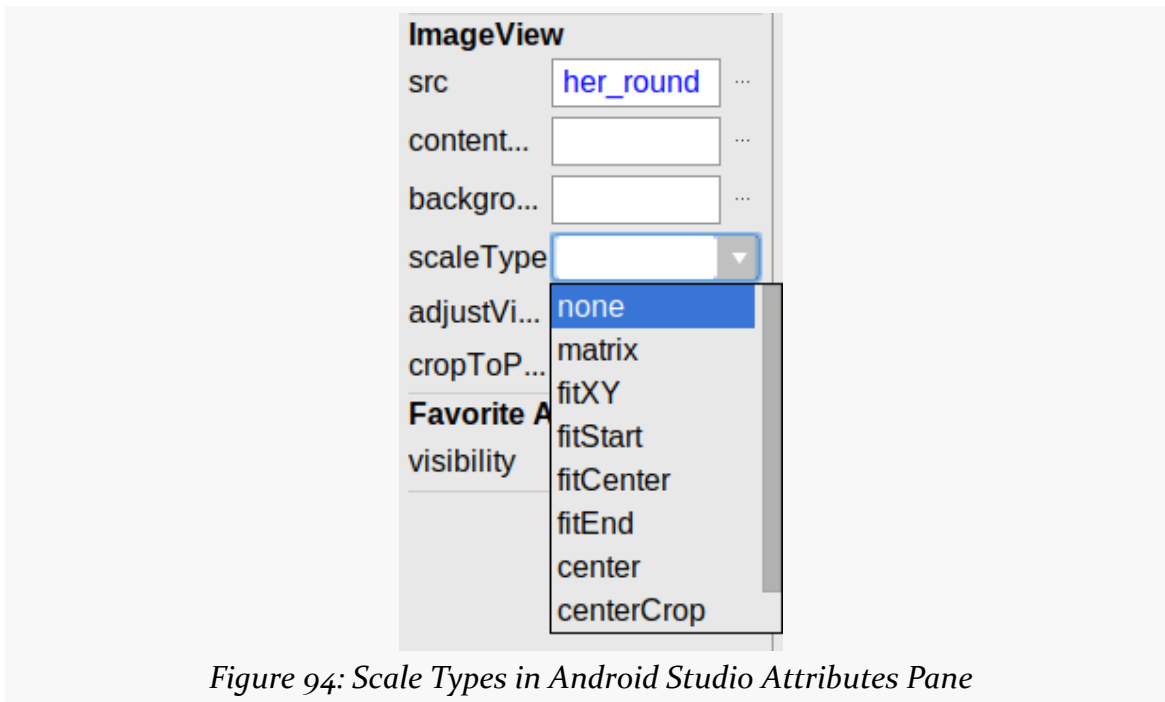 ImageView
src her_round ...
content... ...
backgro... ...
scaleType
none
adjustVi...
matrix
cropToP...
fitXY
Favorite A
fitStart
visibility
fitCenter
fitEnd
center
centerCrop
Figure 94: Scale Types in Android Studio Attributes Pane